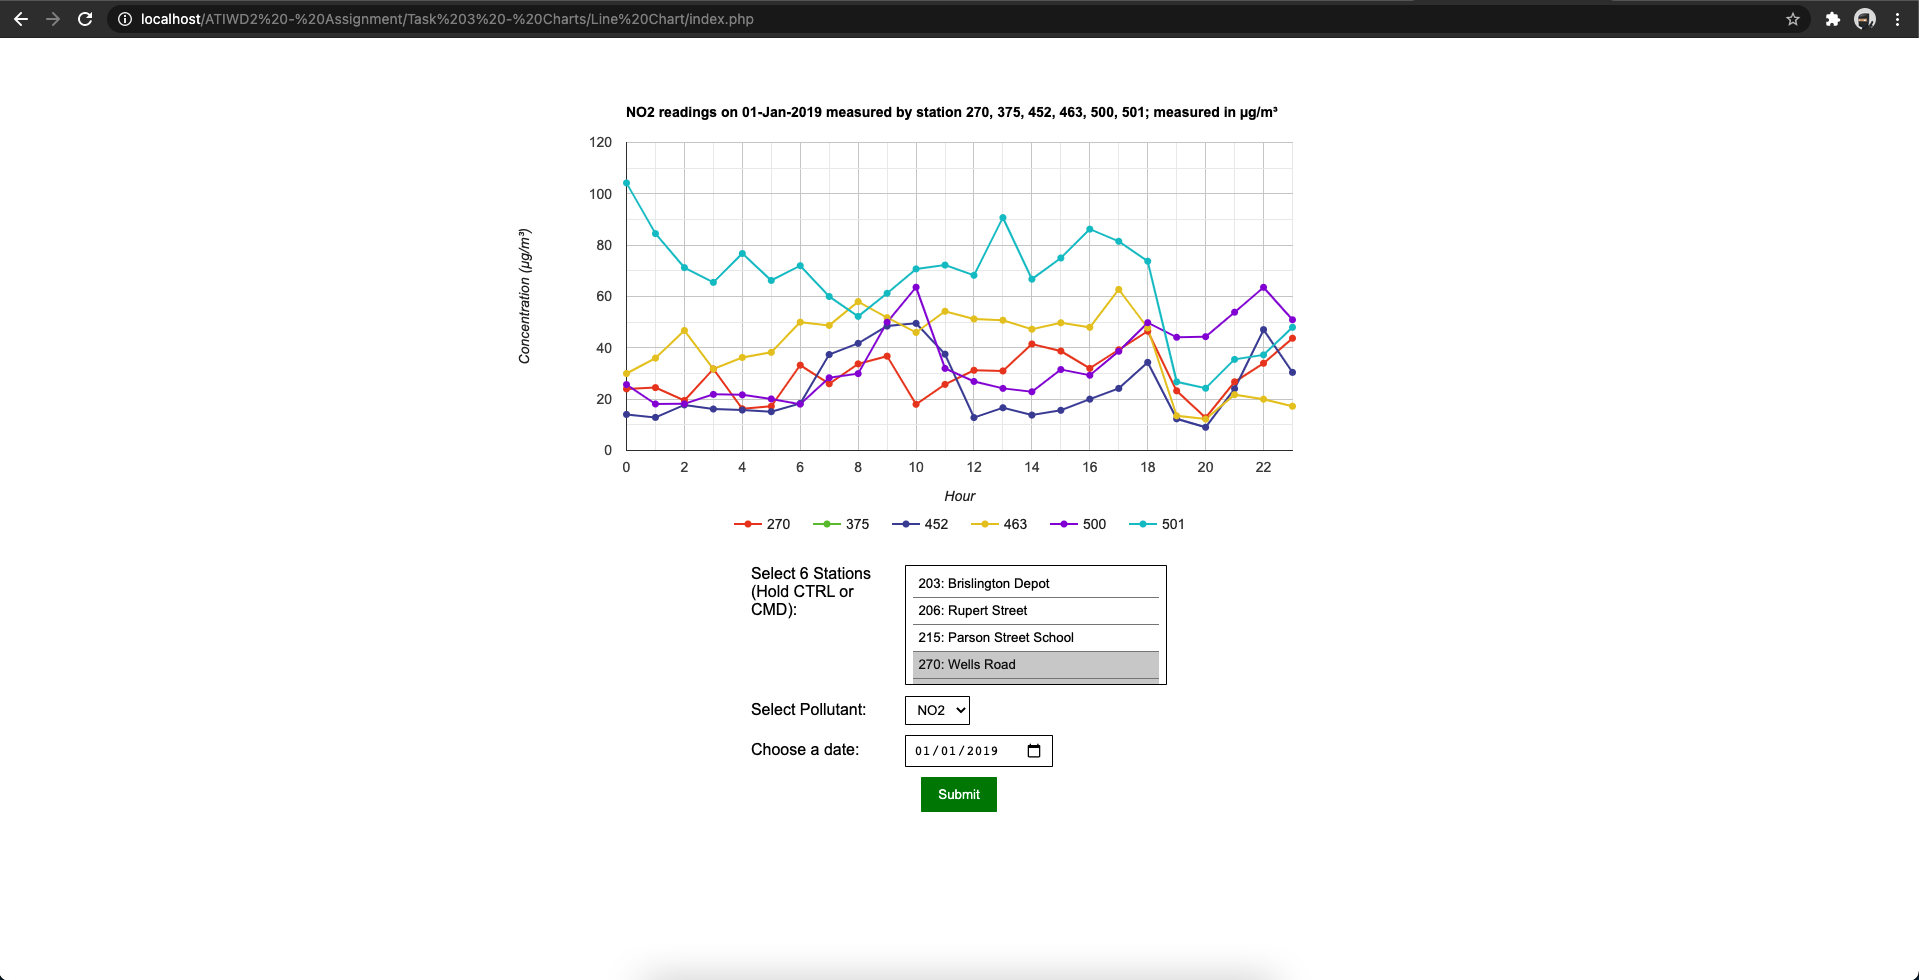 localhost/ATIWD2%20-%20Assignment/Task%203%20-%20Charts/Line%20Chart/index.php
NO2 readings on 01-Jan-2019 measured by station 270, 375, 452, 463, 500, 501; measured in µg/m³
120
100
80
60
40
20
0
Concentration (µg/m³)
0 2 4 6 8 10 12 14 16 18 20 22
Hour
270 375 452 463 500 501
Select 6 Stations
(Hold CTRL or
CMD):
203: Brislington Depot
206: Rupert Street
215: Parson Street School
270: Wells Road
Select Pollutant:
NO2
Choose a date:
01/01/2019
Submit